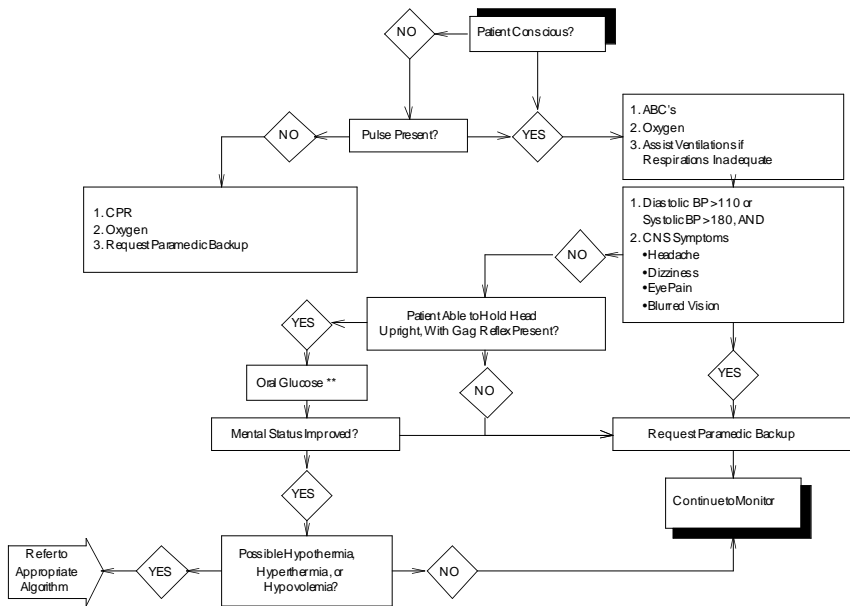 NO
Patient Conscious?
NO
Pulse Present?
YES
1. ABC's
2. Oxygen
3. Assist Ventilations if
Respirations Inadequate
1. CPR
2. Oxygen
3. Request Paramedic Backup
1. Diastolic BP >110 or
Systolic BP >180, AND
2. CNS Symptoms
•Headache
•Dizziness
•Eye Pain
•Blurred Vision
NO
YES
Patient Able to Hold Head
Upright, With Gag Reflex Present?
YES
Oral Glucose **
NO
Mental Status Improved?
Request Paramedic Backup
YES
Continue to Monitor
Refer to
Appropriate
Algorithm
YES
Possible Hypothermia,
Hyperthermia, or
Hypovolemia?
NO